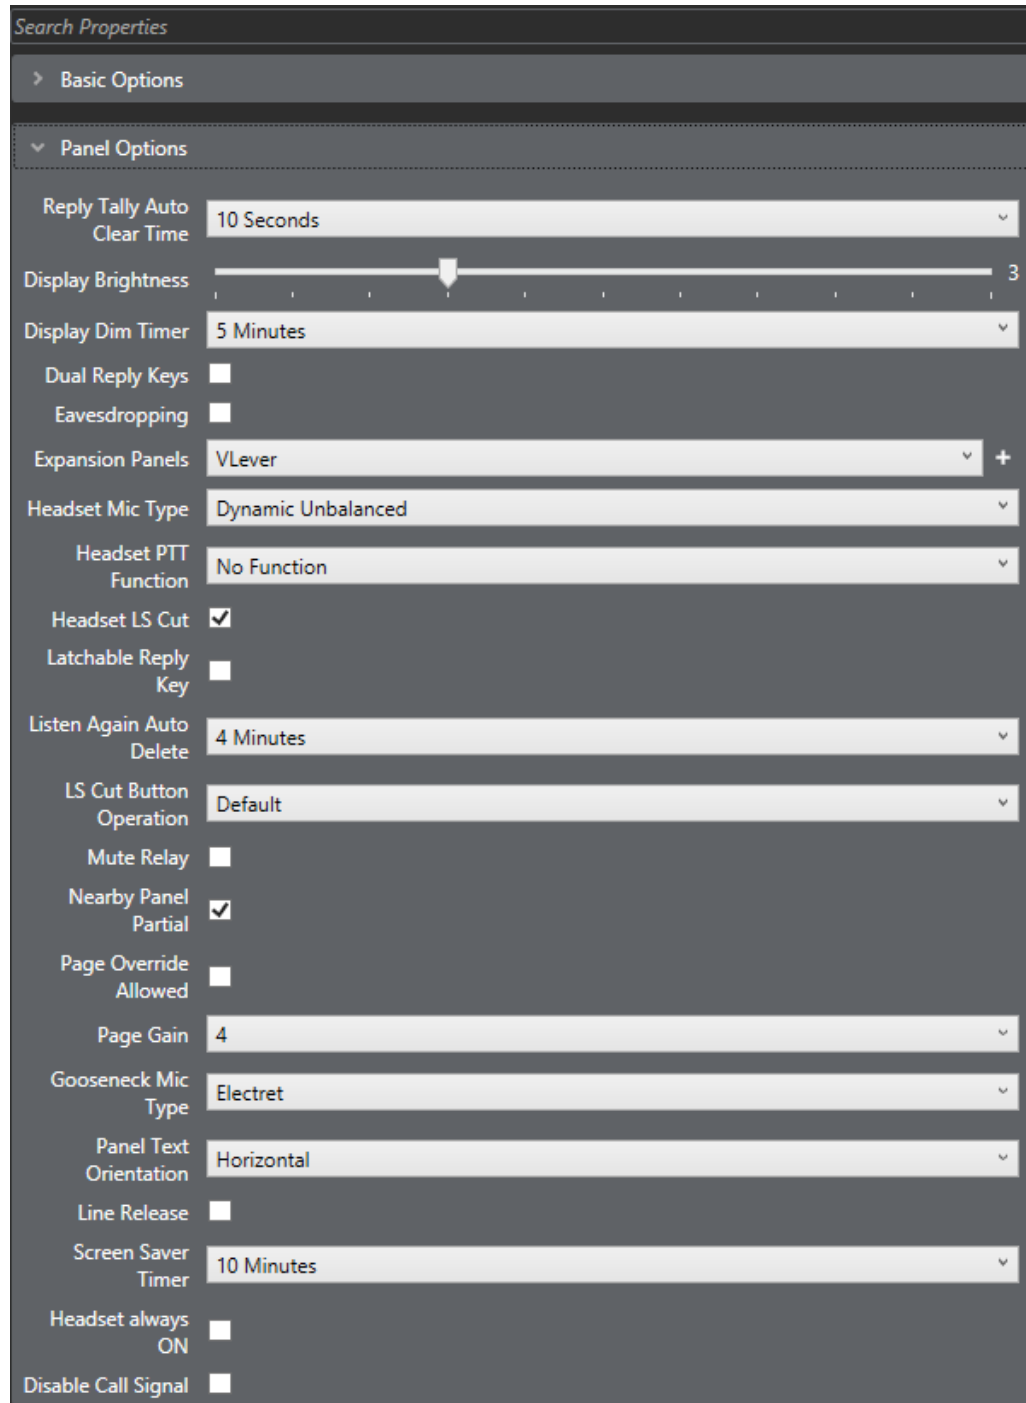 Search Properties
Basic Options
Panel Options
Reply Tally Auto
Clear Time
10 Seconds
Display Brightness
3
Display Dim Timer
5 Minutes
Dual Reply Keys
Eavesdropping
Expansion Panels
VLever
+
Headset Mic Type
Dynamic Unbalanced
Headset PTT
Function
No Function
Headset LS Cut
Latchable Reply
Key
Listen Again Auto
Delete
4 Minutes
LS Cut Button
Operation
Default
Mute Relay
Nearby Panel
Partial
Page Override
Allowed
Page Gain
4
Gooseneck Mic
Type
Electret
Panel Text
Orientation
Horizontal
Line Release
Screen Saver
Timer
10 Minutes
Headset always
ON
Disable Call Signal